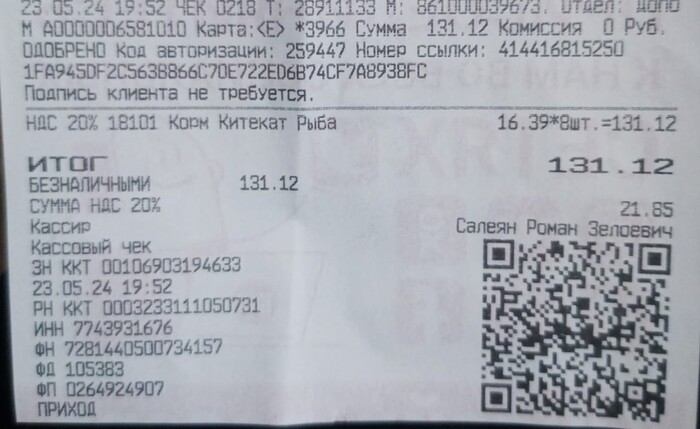 23.05.24 19:52 ЧЕК 0218 Т: 28911133 М: 861000039673. Отдел: ДОПО
М А0000006581010 Карта:<E> *3966 Сумма 131.12 Комиссия 0 Руб.
ОДОБРЕНО Код авторизации: 259447 Номер ссылки: 414416815250
1FA945DF2C563B866C70E722ED6B74CF7A8938FC
Подпись клиента не требуется.
НДС 20% 18101 Корм Китекат Рыба 16.39*8шт.=131.12
ИТОГ 131.12
БЕЗНАЛИЧНЫМИ 131.12
СУММА НДС 20% 21.85
Кассир Салеян Роман Зелоевич
Кассовый чек
ЗН ККТ 00106903194633
23.05.24 19:52
РН ККТ 0003233111050731
ИНН 7743931676
ФН 7281440500734157
ФД 105383
ФП 0264924907
ПРИХОД